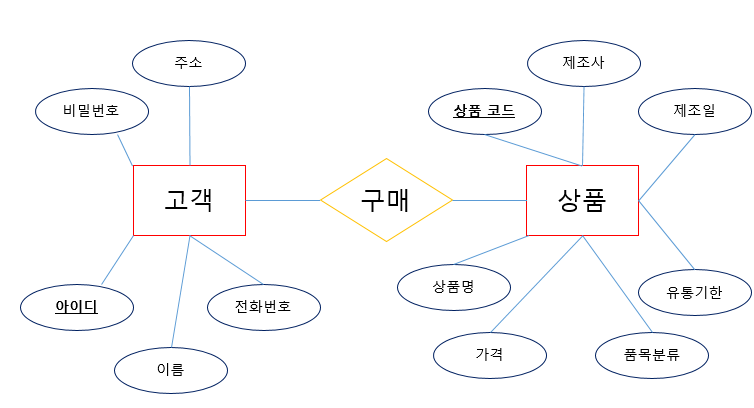 주소
제조사
비밀번호
상품 코드
제조일
고객
구매
상품
상품명
유통기한
아이디
전화번호
가격
품목분류
이름